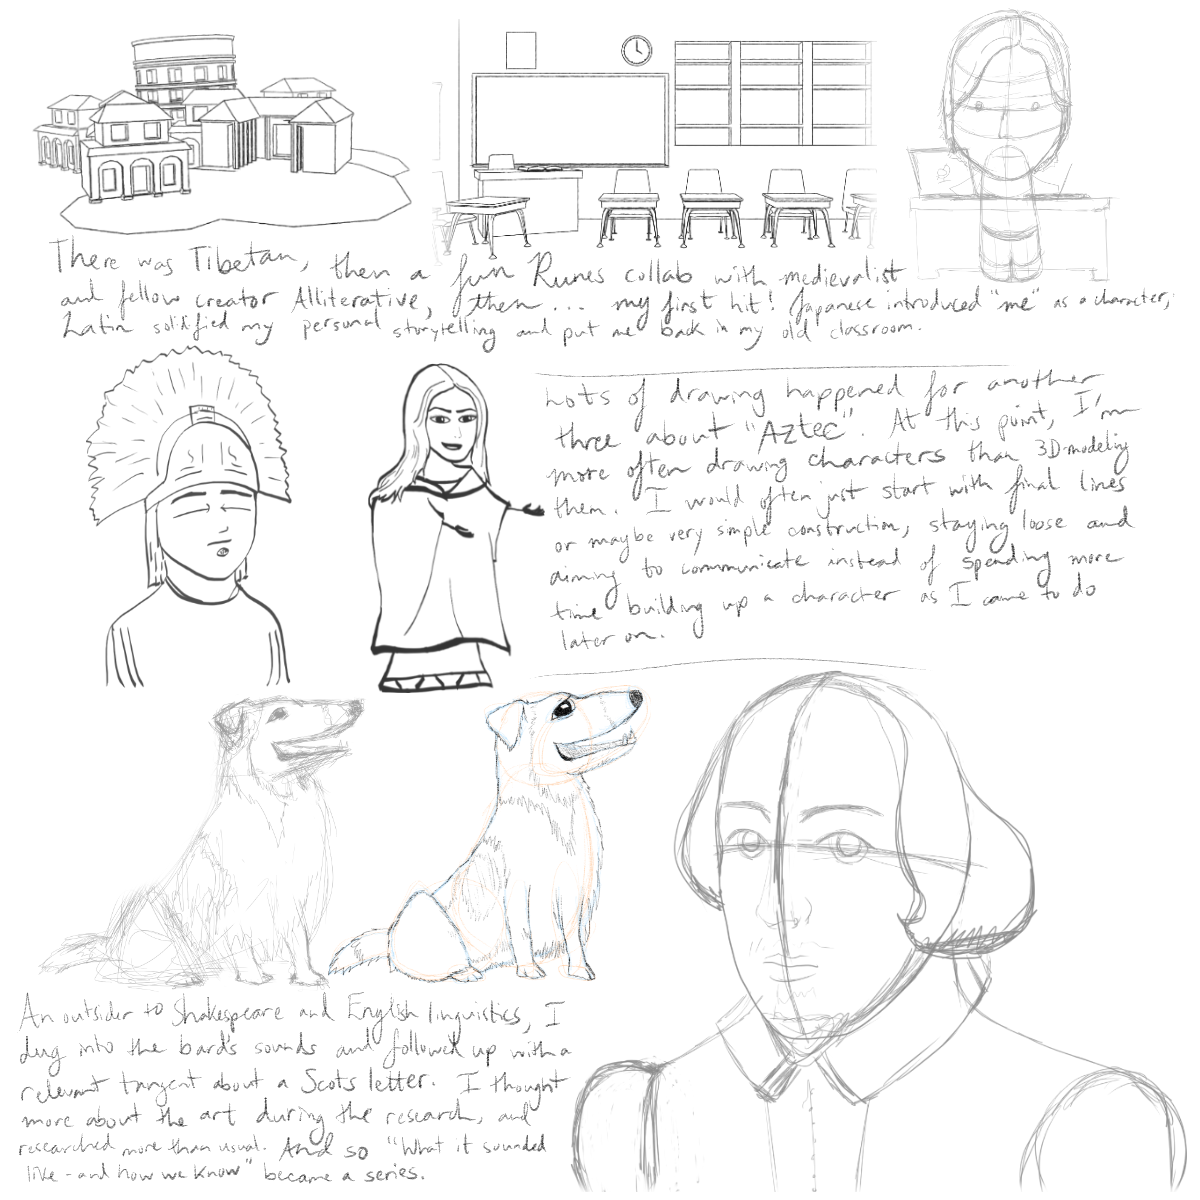 There was Tibetan, then a fun Runes collab with medievalist
and fellow creator Alliterative, then... my first hit! Japanese introduced "me" as a character;
Latin solidified my personal storytelling and put me back in my old classroom.
Lots of drawing happened for another
three about "Aztec". At this point, I'm
more often drawing characters than 3D-modeling
them. I would often just start with final lines
or maybe very simple construction, staying loose and
aiming to communicate instead of spending more
time building up a character as I came to do
later on.
An outsider to Shakespeare and English linguistics, I
dug into the bard's sounds and followed up with a
relevant tangent about a Scots letter. I thought
more about the art during the research, and
researched more than usual. And so "What it sounded
like - and how we know" became a series.